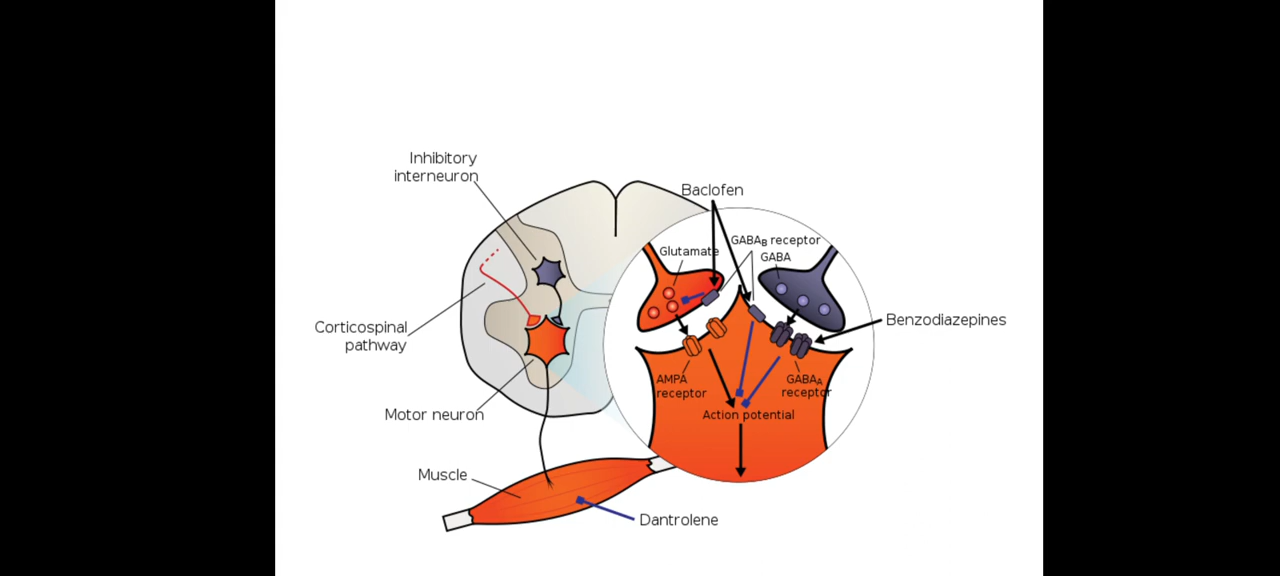 Inhibitory
interneuron
Baclofen
GABAB receptor
Glutamate
GABA
Corticospinal
pathway
Benzodiazepines
AMPA
receptor
GABAA
receptor
Motor neuron
Action potential
Muscle
Dantrolene